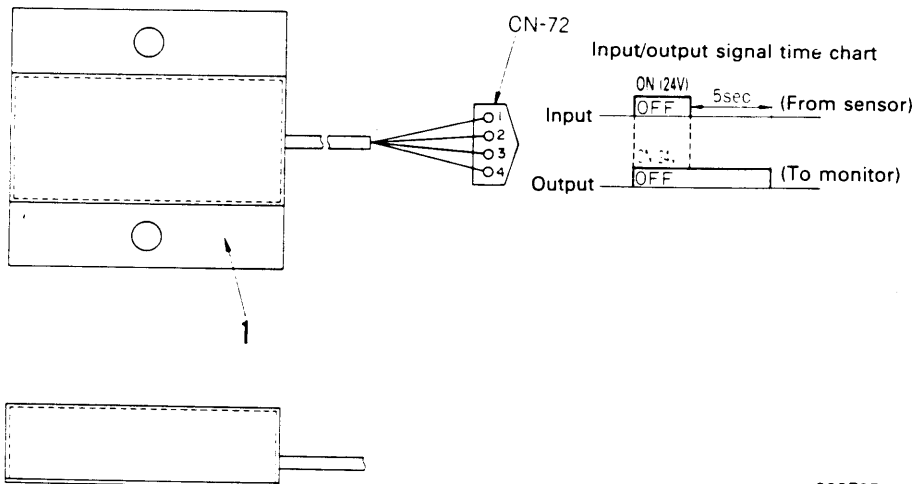 CN-72
Input/output signal time chart
ON (24V)
OFF
5sec
(From sensor)
Input
1
2
3
4
OFF
(To monitor)
Output
1